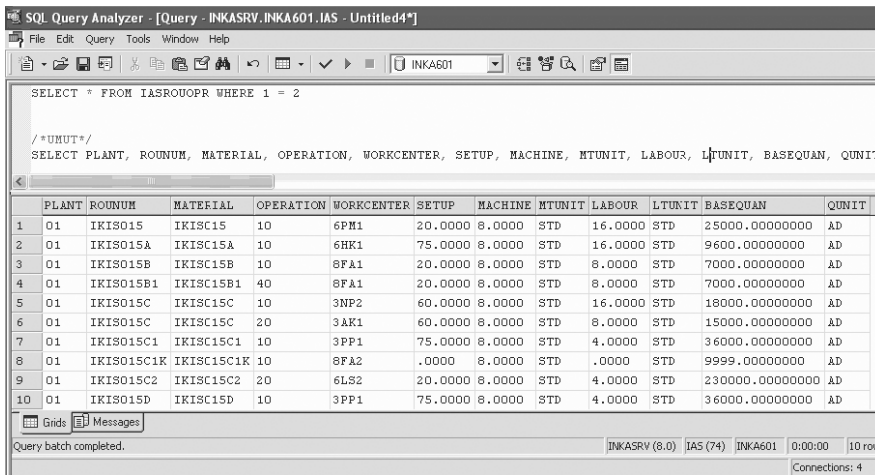 SQL Query Analyzer - [Query - INKASRV.INKA601.IAS - Untitled4*]
File Edit Query Tools Window Help
INKA601
SELECT * FROM IASROUOPR WHERE 1 = 2
/*UMUT*/
SELECT PLANT, ROUNUM, MATERIAL, OPERATION, WORKCENTER, SETUP, MACHINE, MTUNIT, LABOUR, LTUNIT, BASEQUAN, QUNIT
PLANT ROUNUM MATERIAL OPERATION WORKCENTER SETUP MACHINE MTUNIT LABOUR LTUNIT BASEQUAN QUNIT
1 01 IKIS015 IKISC15 10 6PM1 20.0000 8.0000 STD 16.0000 STD 25000.00000000 AD
2 01 IKIS015A IKISC15A 10 6HK1 75.0000 8.0000 STD 16.0000 STD 9600.00000000 AD
3 01 IKIS015B IKISC15B 10 8FA1 20.0000 8.0000 STD 8.0000 STD 7000.00000000 AD
4 01 IKIS015B1 IKISC15B1 40 8FA1 20.0000 8.0000 STD 8.0000 STD 7000.00000000 AD
5 01 IKIS015C IKISC15C 10 3NP2 60.0000 8.0000 STD 16.0000 STD 18000.00000000 AD
6 01 IKIS015C IKISC15C 20 3AK1 60.0000 8.0000 STD 8.0000 STD 15000.00000000 AD
7 01 IKIS015C1 IKISC15C1 10 3PP1 75.0000 8.0000 STD 4.0000 STD 36000.00000000 AD
8 01 IKIS015C1K IKISC15C1K 10 8FA2 .0000 8.0000 STD .0000 STD 9999.00000000 AD
9 01 IKIS015C2 IKISC15C2 20 6LS2 20.0000 8.0000 STD 4.0000 STD 230000.00000000 AD
10 01 IKIS015D IKISC15D 10 3PP1 75.0000 8.0000 STD 4.0000 STD 36000.00000000 AD
Grids Messages
Query batch completed. INKASRV (8.0) IAS (74) INKA601 0:00:00 10 ro
Connections: 4